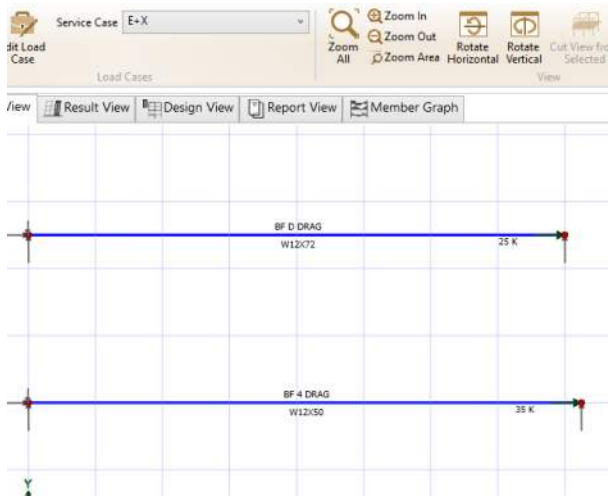 Service Case E+X
Zoom In
Zoom Out
Zoom Area
Zoom All
Rotate Horizontal
Rotate Vertical
Cut View fro
Selected
dit Load
Case
Load Cases
View
View
Result View
Design View
Report View
Member Graph
BF D DRAG
W12X72
25 K
BF 4 DRAG
W12X50
35 K
Y